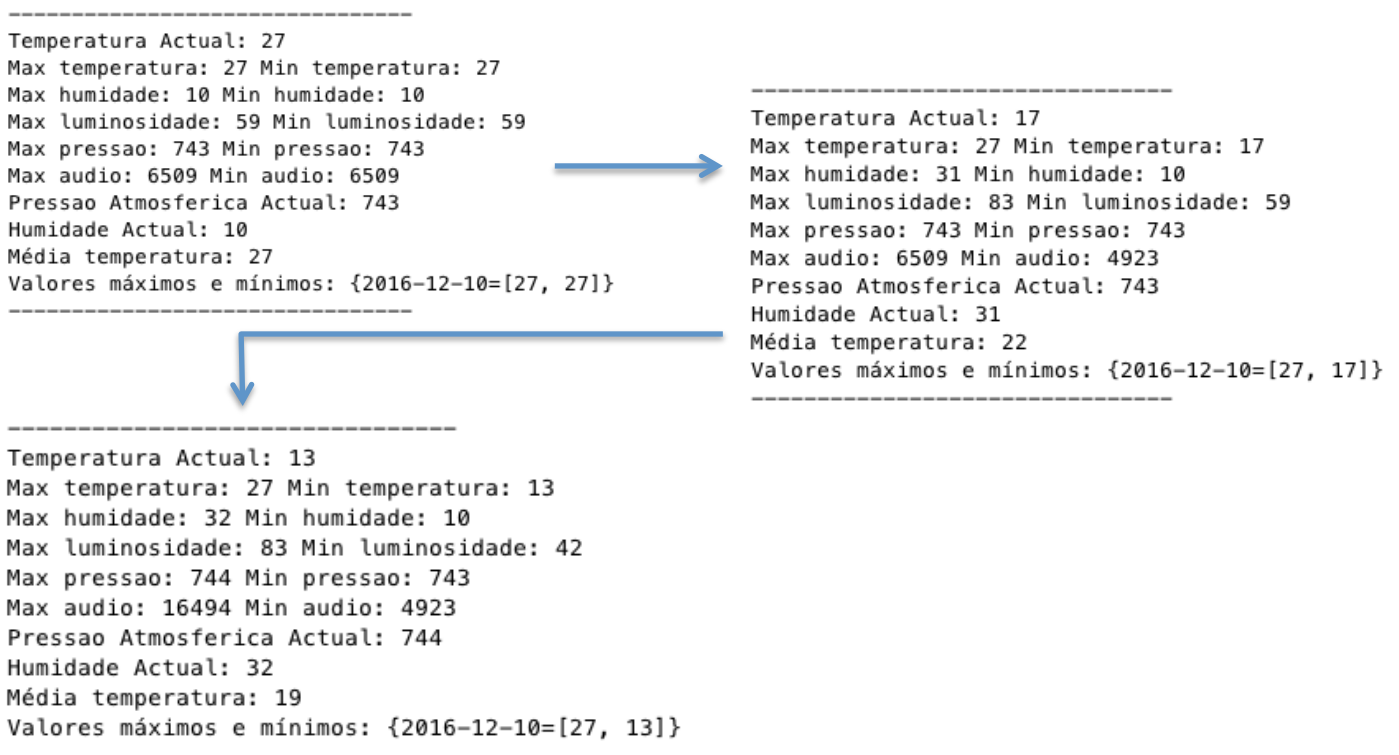 --------------------------------
Temperatura Actual: 27
Max temperatura: 27 Min temperatura: 27
Max humidade: 10 Min humidade: 10
Max luminosidade: 59 Min luminosidade: 59
Max pressao: 743 Min pressao: 743
Max audio: 6509 Min audio: 6509
Pressao Atmosferica Actual: 743
Humidade Actual: 10
Média temperatura: 27
Valores máximos e mínimos: {2016-12-10=[27, 27]}
--------------------------------
--------------------------------
Temperatura Actual: 17
Max temperatura: 27 Min temperatura: 17
Max humidade: 31 Min humidade: 10
Max luminosidade: 83 Min luminosidade: 59
Max pressao: 743 Min pressao: 743
Max audio: 6509 Min audio: 4923
Pressao Atmosferica Actual: 743
Humidade Actual: 31
Média temperatura: 22
Valores máximos e mínimos: {2016-12-10=[27, 17]}
--------------------------------
--------------------------------
Temperatura Actual: 13
Max temperatura: 27 Min temperatura: 13
Max humidade: 32 Min humidade: 10
Max luminosidade: 83 Min luminosidade: 42
Max pressao: 744 Min pressao: 743
Max audio: 16494 Min audio: 4923
Pressao Atmosferica Actual: 744
Humidade Actual: 32
Média temperatura: 19
Valores máximos e mínimos: {2016-12-10=[27, 13]}